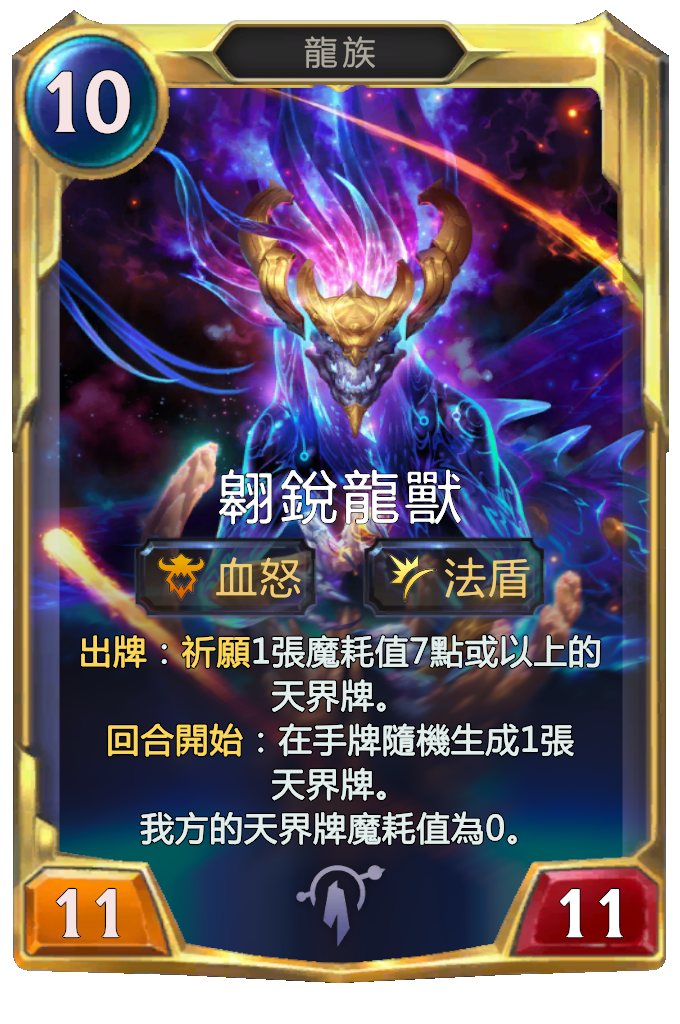 龍族
10
翱銳龍獸
血怒
法盾
出牌：祈願1張魔耗值7點或以上的
天界牌。
回合開始：在手牌隨機生成1張
天界牌。
我方的天界牌魔耗值為0。
11
11